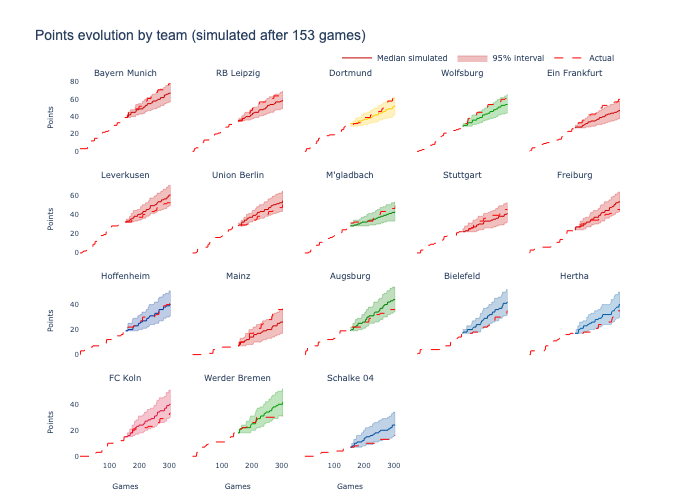 Points evolution by team (simulated after 153 games)
Median simulated 95% interval Actual
Bayern Munich RB Leipzig Dortmund Wolfsburg Ein Frankfurt
80
60
40
20
0
Points
Leverkusen Union Berlin M'gladbach Stuttgart Freiburg
60
40
20
0
Points
Hoffenheim Mainz Augsburg Bielefeld Hertha
40
20
0
Points
FC Koln Werder Bremen Schalke 04
40
20
0
Points
100 200 300 100 200 300 100 200 300
Games Games